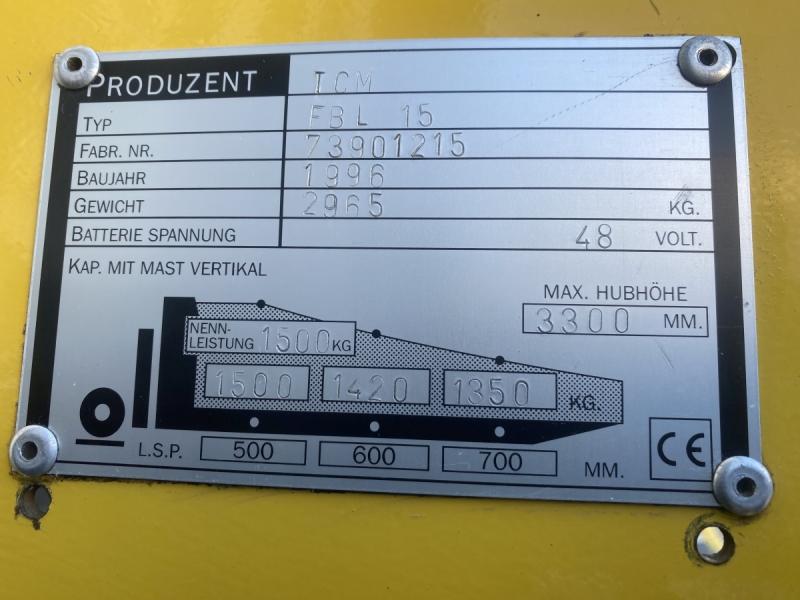 PRODUZENT TCM
TYP FBL 15
FABR. NR. 73901215
BAUJAHR 1996
GEWICHT 2965 KG.
BATTERIE SPANNUNG 48 VOLT.
KAP. MIT MAST VERTIKAL
MAX. HUBHÖHE
3300 MM.
NENN-
LEISTUNG 1500 KG
1500 1420 1350 KG.
L.S.P. 500 600 700 MM.
CE